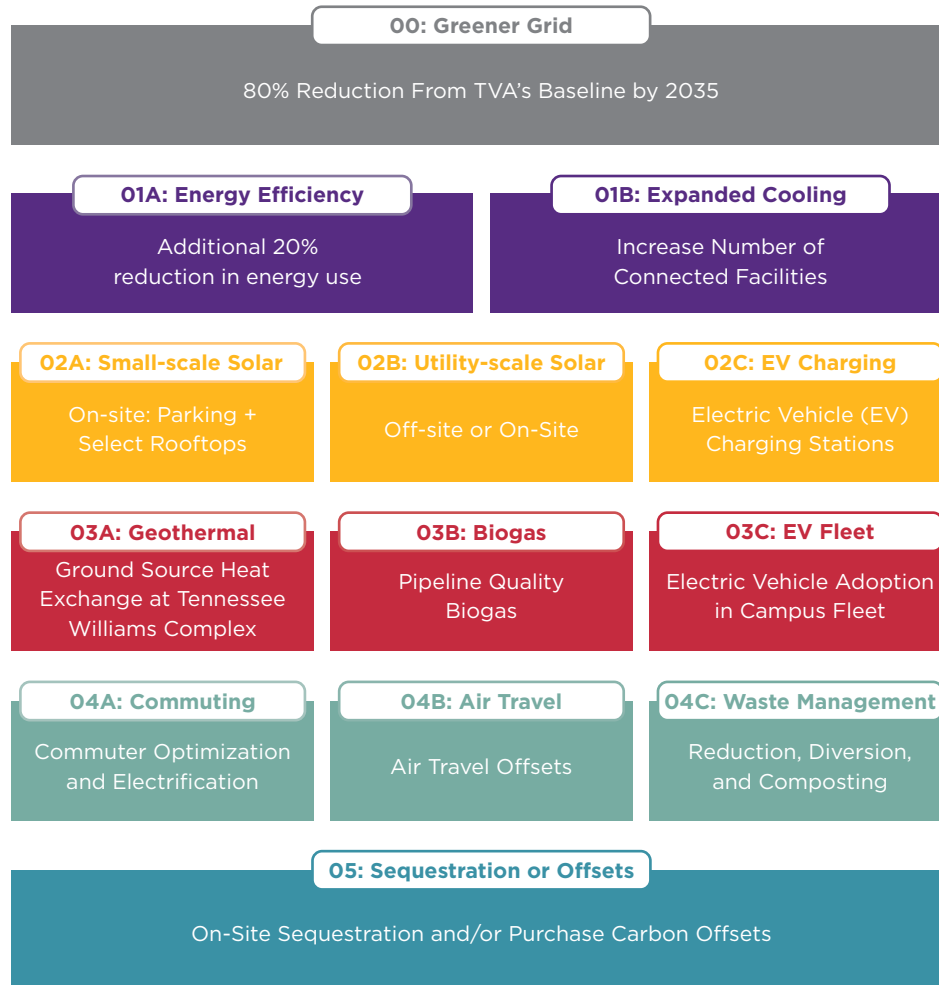 00: Greener Grid
80% Reduction From TVA's Baseline by 2035
01A: Energy Efficiency
Additional 20%
reduction in energy use
01B: Expanded Cooling
Increase Number of
Connected Facilities
02A: Small-scale Solar
On-site: Parking +
Select Rooftops
02B: Utility-scale Solar
Off-site or On-Site
02C: EV Charging
Electric Vehicle (EV)
Charging Stations
03A: Geothermal
Ground Source Heat
Exchange at Tennessee
Williams Complex
03B: Biogas
Pipeline Quality
Biogas
03C: EV Fleet
Electric Vehicle Adoption
in Campus Fleet
04A: Commuting
Commuter Optimization
and Electrification
04B: Air Travel
Air Travel Offsets
04C: Waste Management
Reduction, Diversion,
and Composting
05: Sequestration or Offsets
On-Site Sequestration and/or Purchase Carbon Offsets